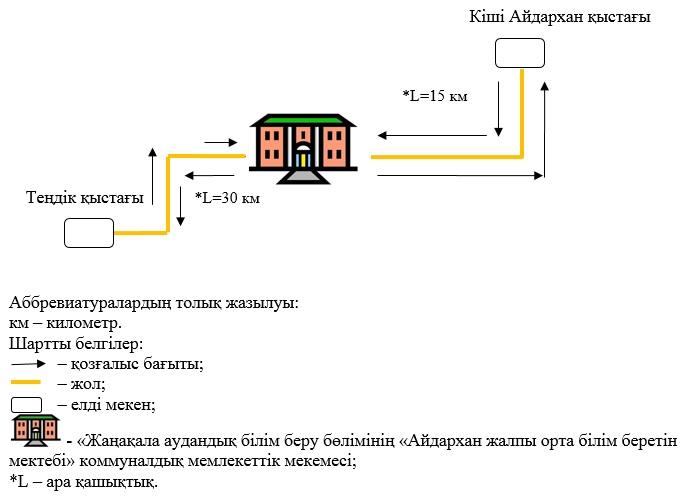 Кіші Айдархан қыстағы
*L=15 км
Теңдік қыстағы
*L=30 км
Аббревиатуралардың толық жазылуы:
км – километр.
Шартты белгілер:
– қозғалыс бағыты;
– жол;
– елді мекен;
- «Жаңақала аудандық білім беру бөлімінің «Айдархан жалпы орта білім беретін
мектебі» коммуналдық мемлекеттік мекемесі;
*L – ара қашықтық.